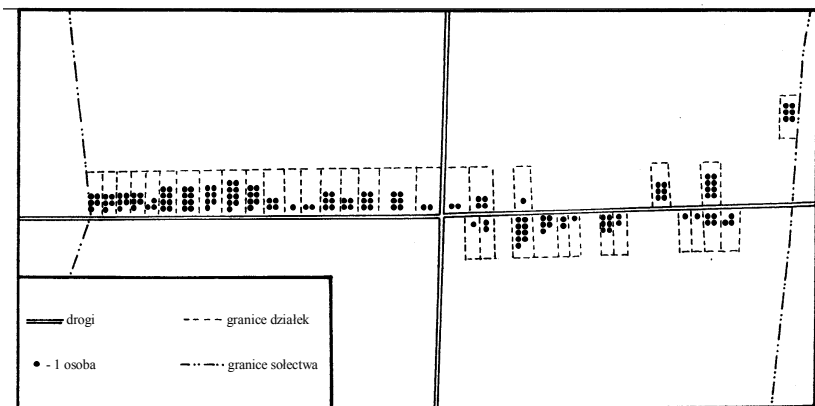 drogi
granice działek
- 1 osoba
granice sołectwa